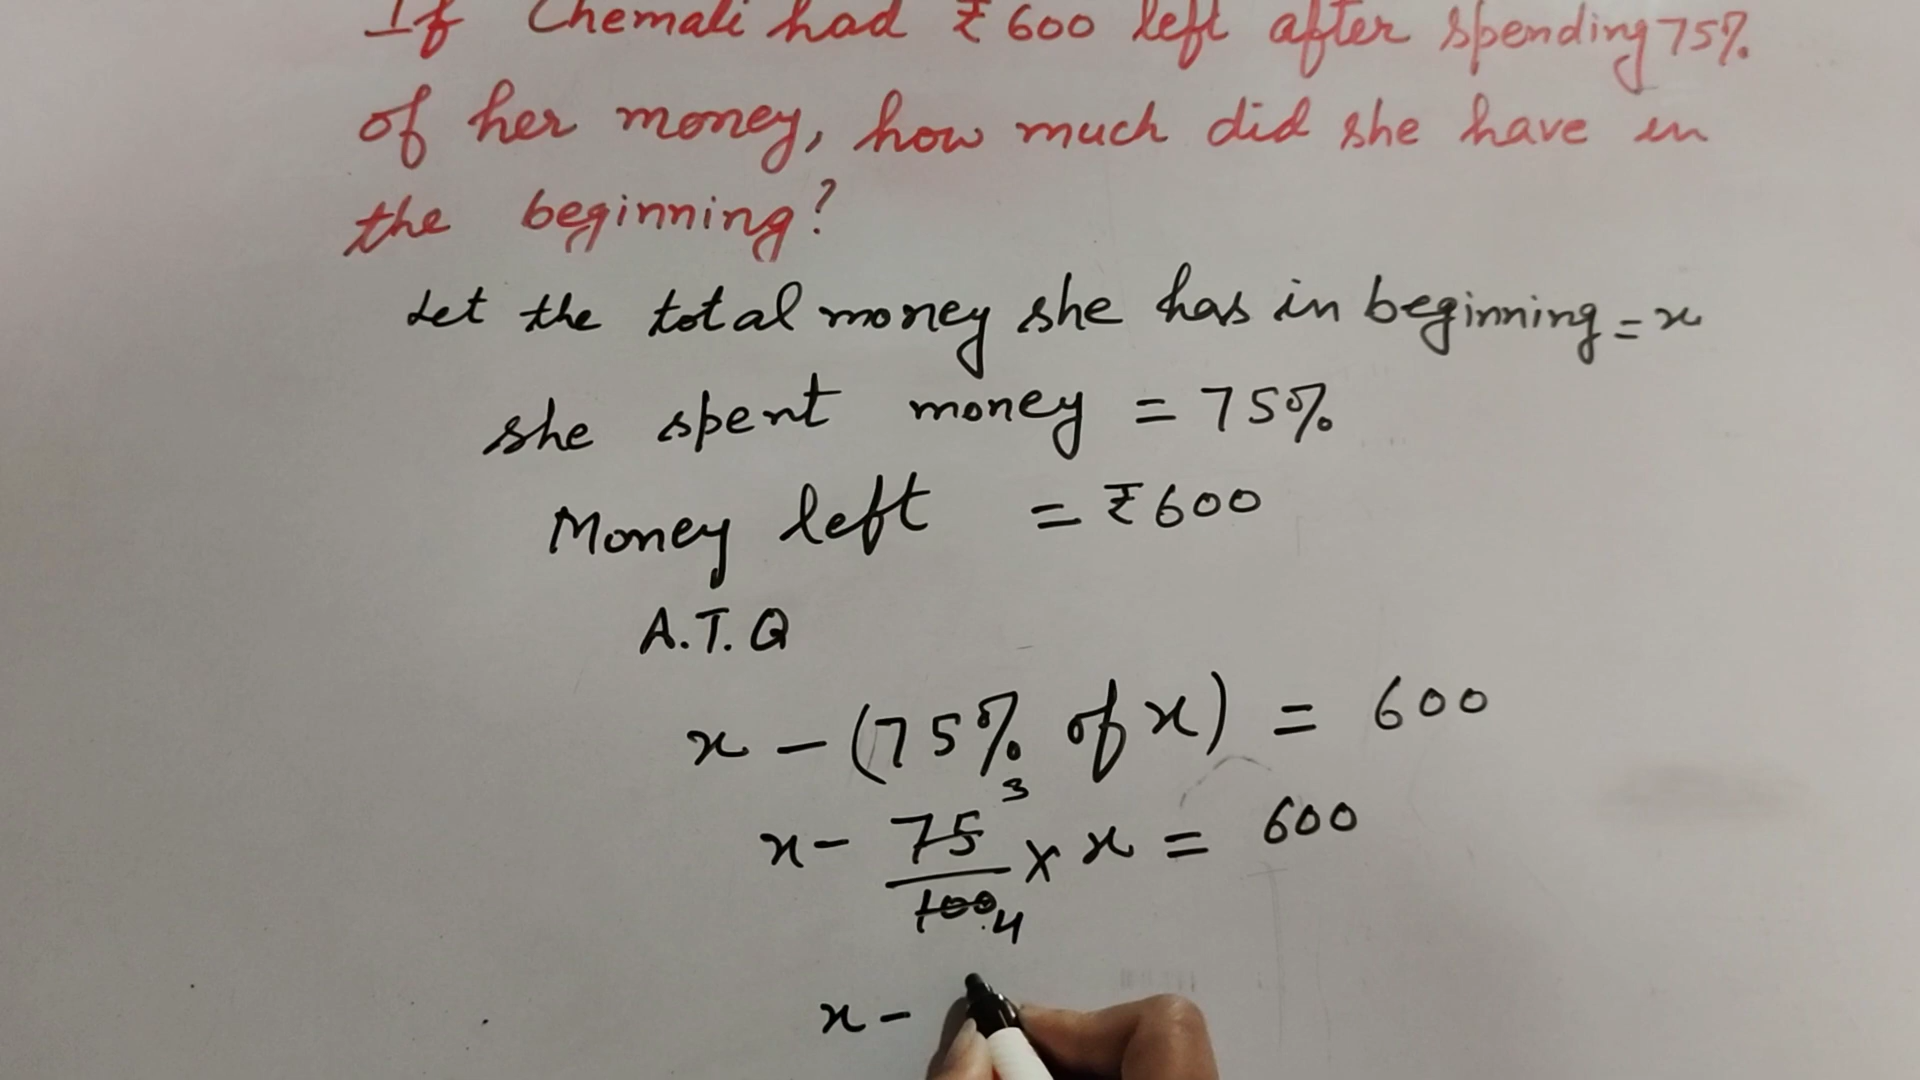 If Chemali had ₹600 left after spending 75%
of her money, how much did she have in
the beginning?
Let the total money she has in beginning = x
she spent money = 75%
Money left = ₹600
A.T.Q
x - (75% of x) = 600
3
x - 75/100 × x = 600
4
x -